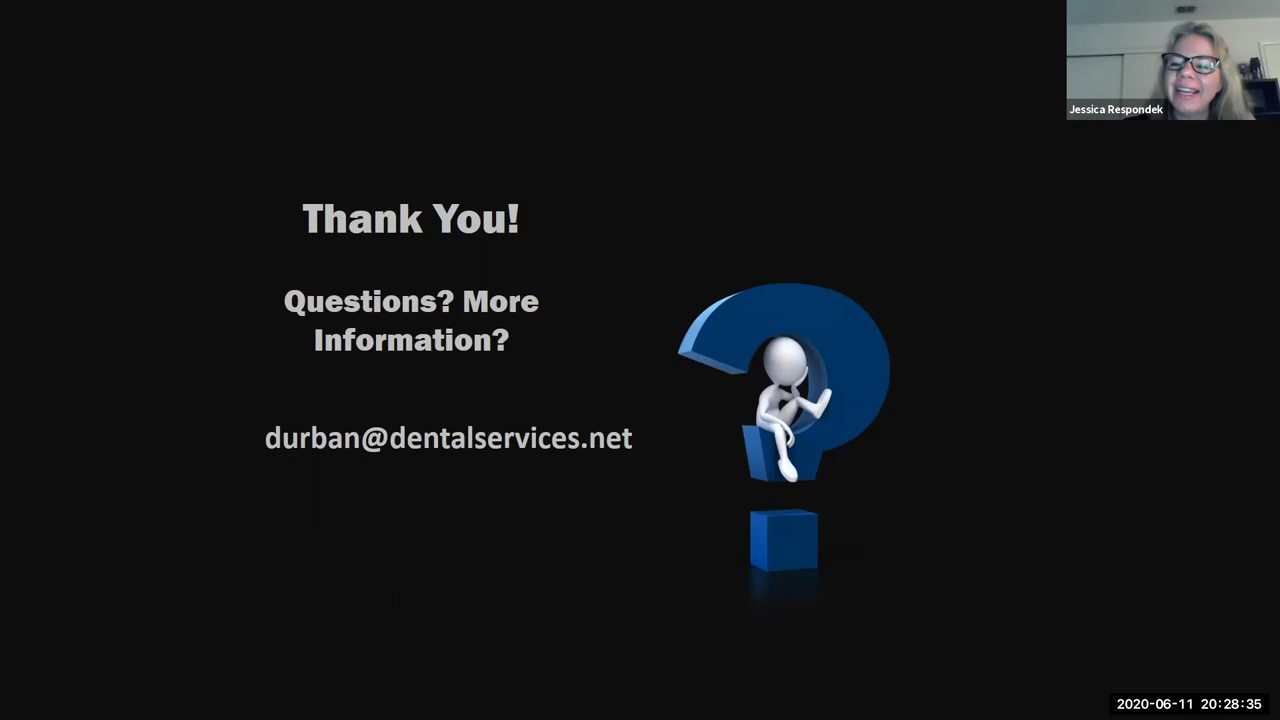 Jessica Respondek
Thank You!
Questions? More
Information?
durban@dentalservices.net
2020-06-11 20:28:35